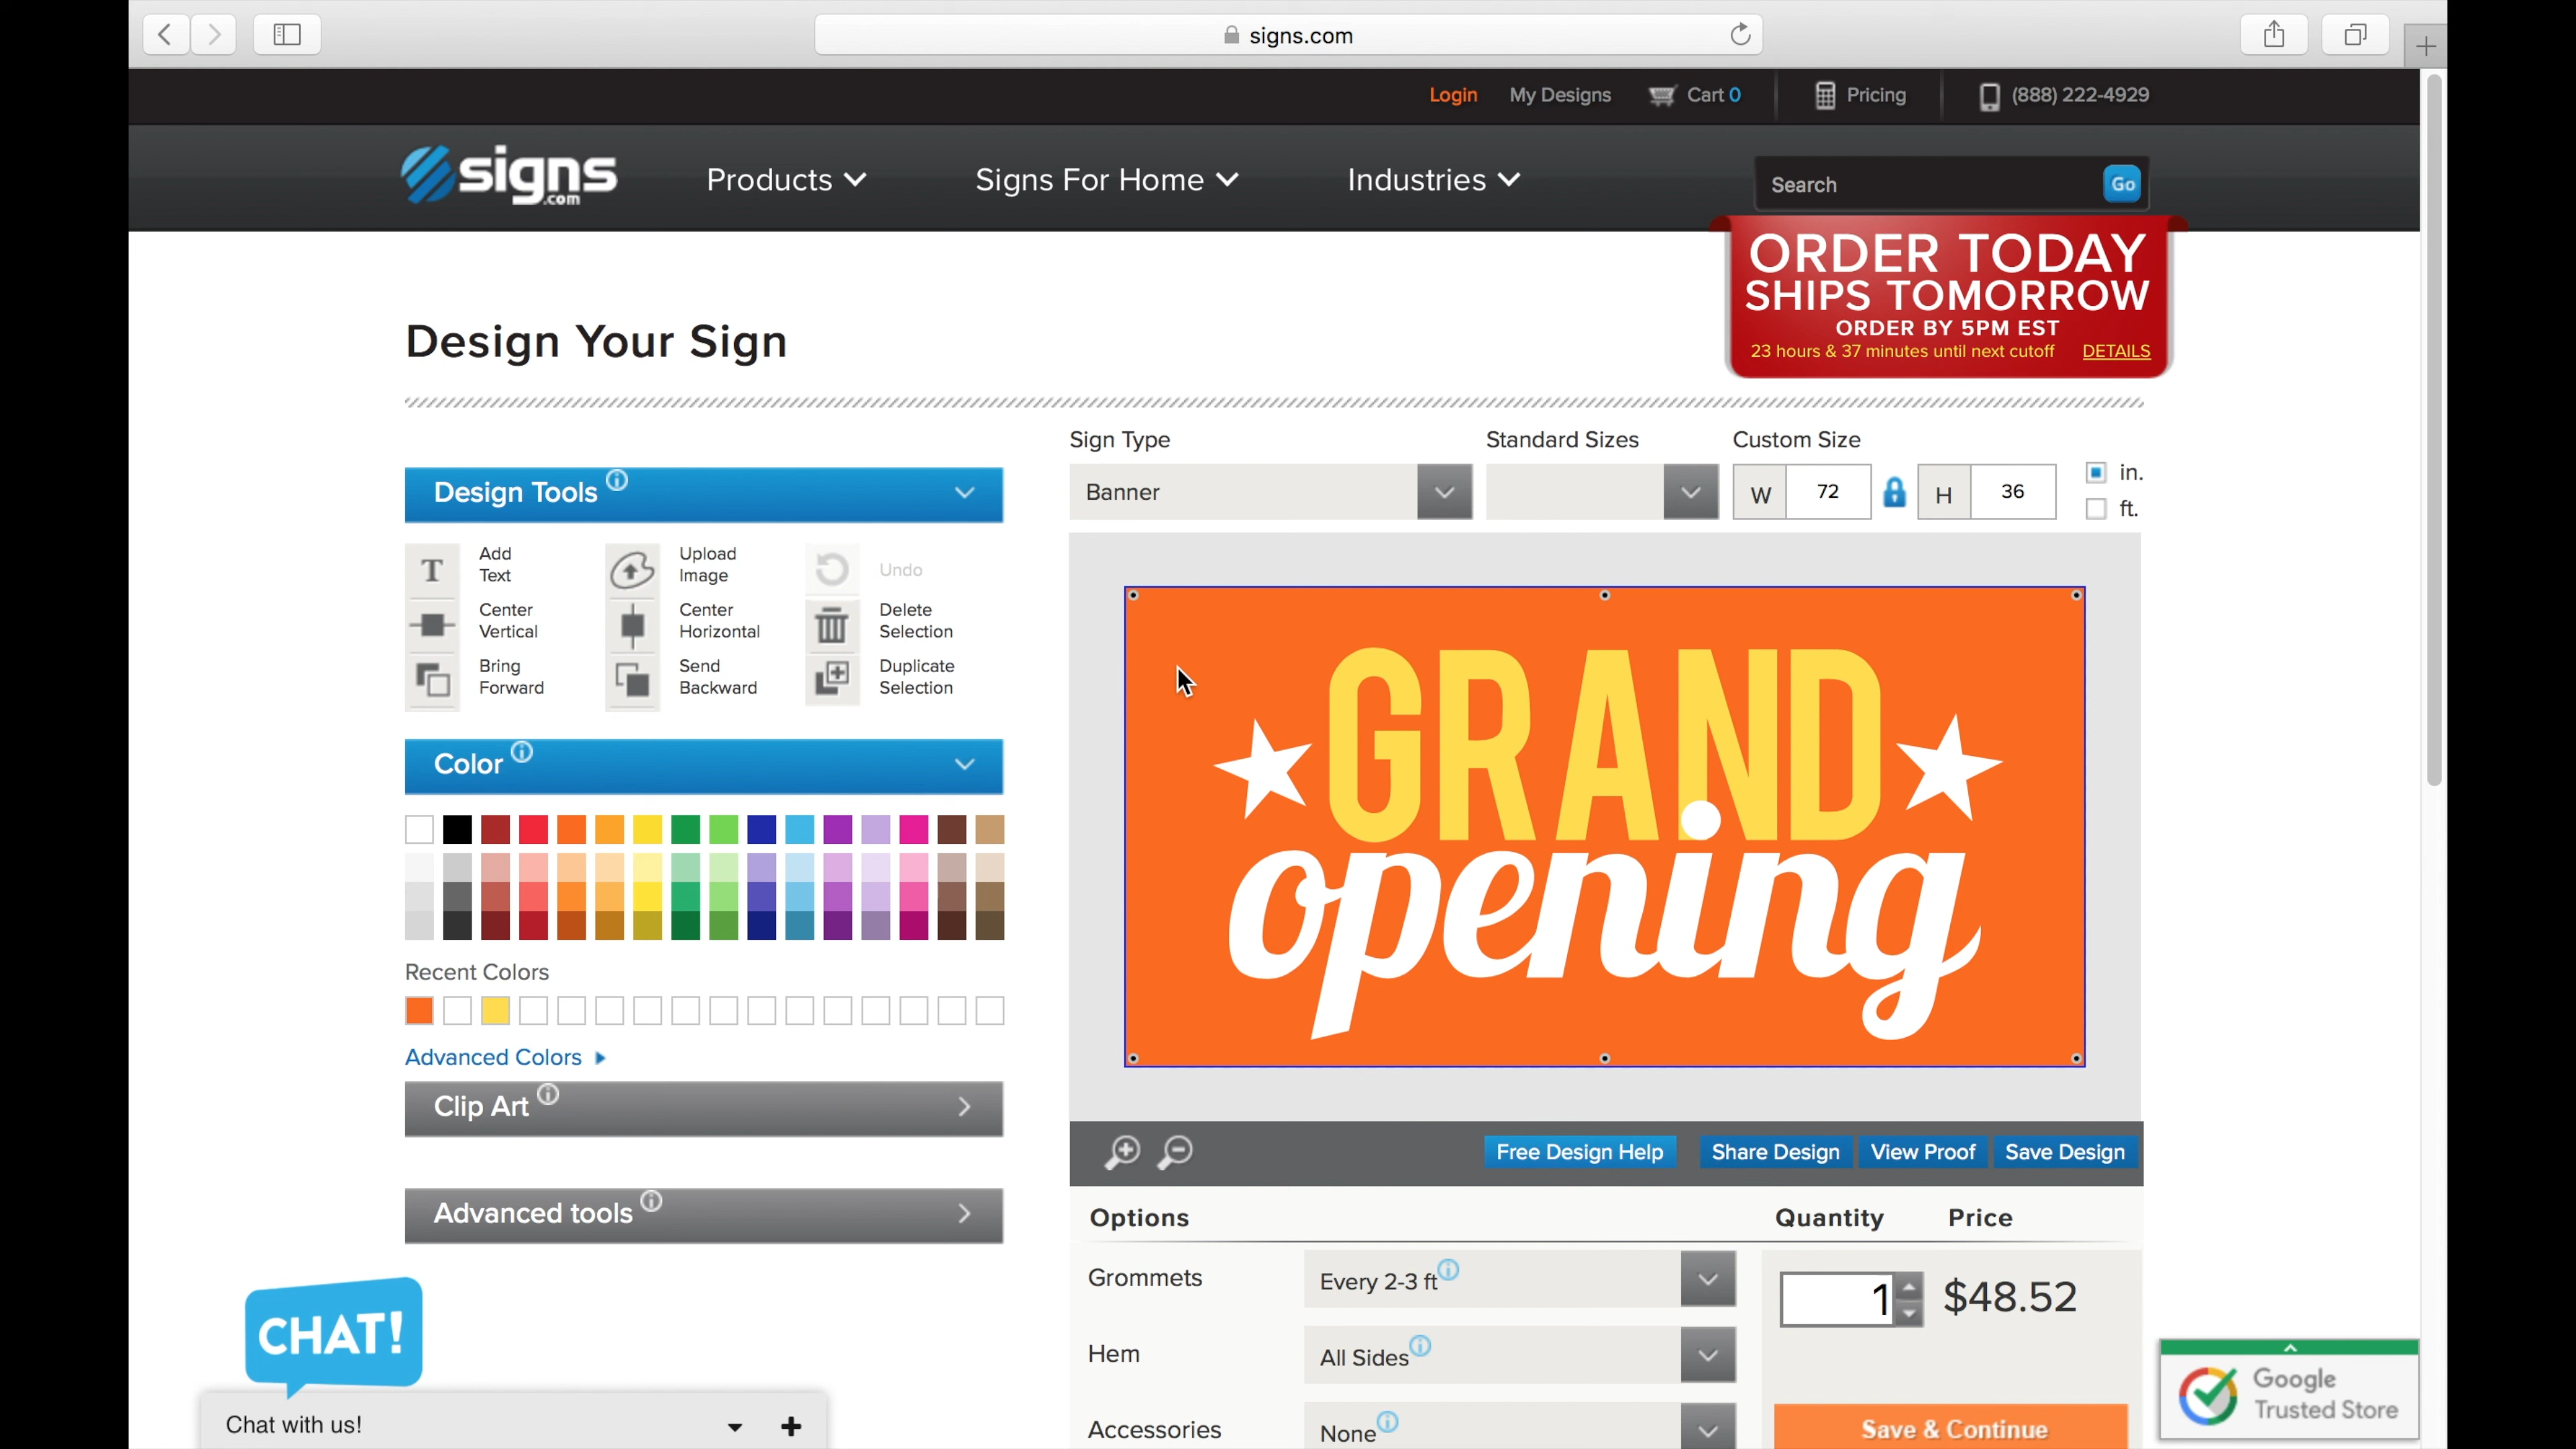 signs.com
Login My Designs Cart 0 Pricing (888) 222-4929
signs.com Products Signs For Home Industries Search Go
ORDER TODAY
SHIPS TOMORROW
ORDER BY 5PM EST
23 hours & 37 minutes until next cutoff DETAILS
Design Your Sign
Sign Type Standard Sizes Custom Size
Banner W 72 H 36 in.
ft.
Design Tools
Add Text
Upload Image
Undo
Center Vertical
Center Horizontal
Delete Selection
Bring Forward
Send Backward
Duplicate Selection
Color
Recent Colors
Advanced Colors
Clip Art
Advanced tools
GRAND
opening
Free Design Help Share Design View Proof Save Design
Options Quantity Price
Grommets Every 2-3 ft 1 $48.52
Hem All Sides
Accessories None Save & Continue
CHAT!
Chat with us!
Google
Trusted Store